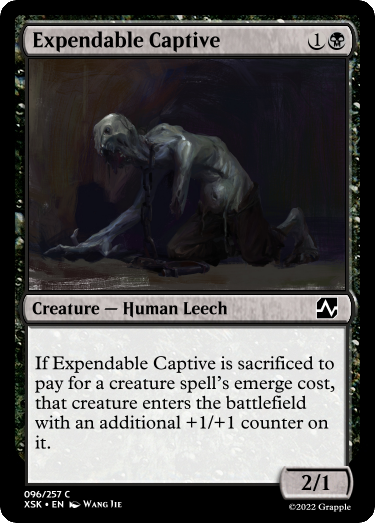 Expendable Captive 1
Creature — Human Leech
If Expendable Captive is sacrificed to
pay for a creature spell's emerge cost,
that creature enters the battlefield
with an additional +1/+1 counter on
it.
2/1
096/257 C
XSK • EN Wang Jie
©2022 Grapple